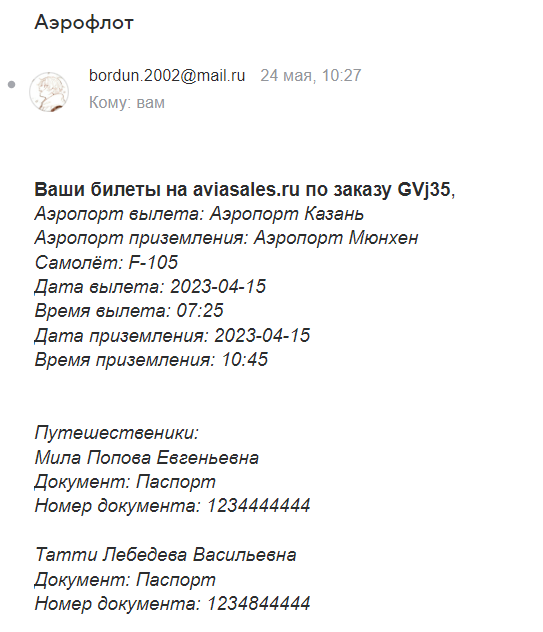 Аэрофлот
bordun.2002@mail.ru 24 мая, 10:27
Кому: вам
Ваши билеты на aviasales.ru по заказу GVj35,
Аэропорт вылета: Аэропорт Казань
Аэропорт приземления: Аэропорт Мюнхен
Самолёт: F-105
Дата вылета: 2023-04-15
Время вылета: 07:25
Дата приземления: 2023-04-15
Время приземления: 10:45
Путешественики:
Мила Попова Евгеньевна
Документ: Паспорт
Номер документа: 1234444444
Татти Лебедева Васильевна
Документ: Паспорт
Номер документа: 1234844444